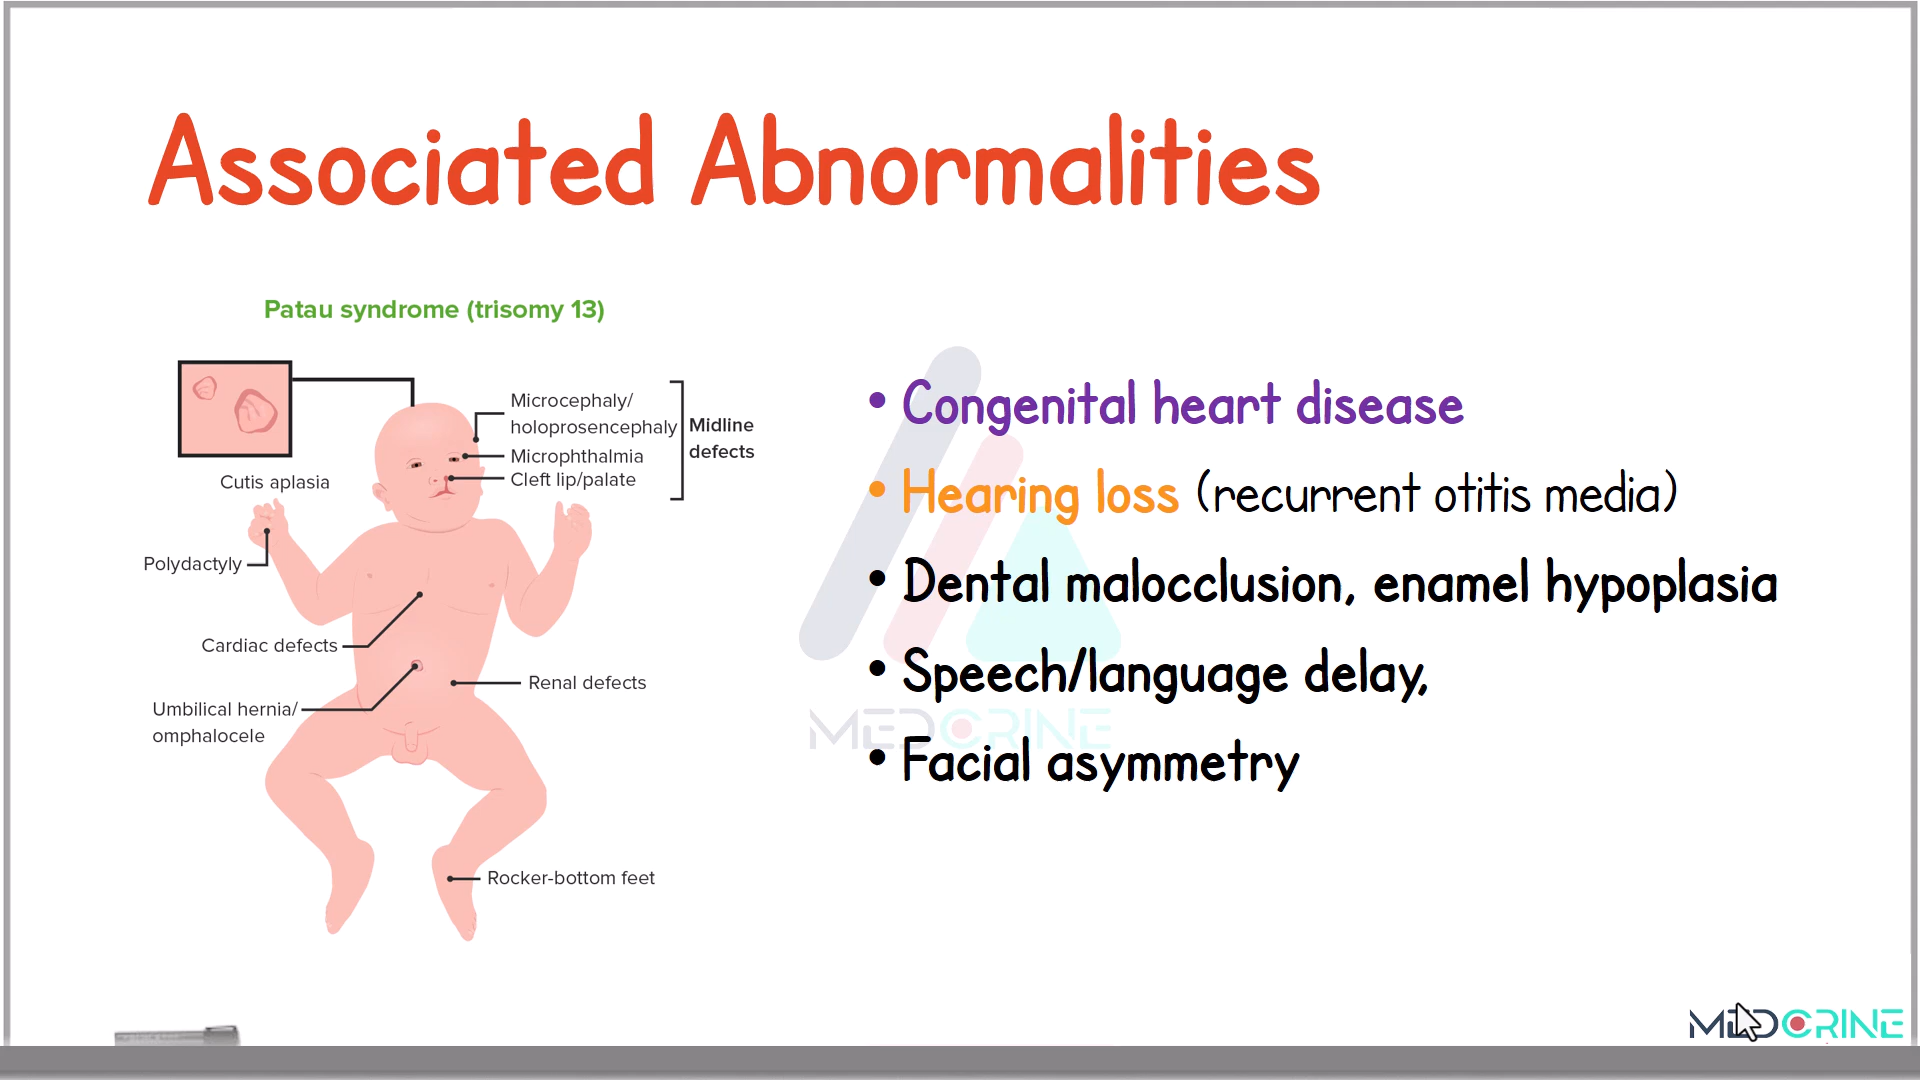 Associated Abnormalities
Patau syndrome (trisomy 13)
Cutis aplasia
Polydactyly
Cardiac defects
Umbilical hernia/
omphalocele
Microcephaly/
holoprosencephaly
Microphthalmia
Cleft lip/palate
Midline
defects
Renal defects
Rocker-bottom feet
• Congenital heart disease
• Hearing loss (recurrent otitis media)
• Dental malocclusion, enamel hypoplasia
• Speech/language delay,
• Facial asymmetry
MEDCRINE
MEDCRINE